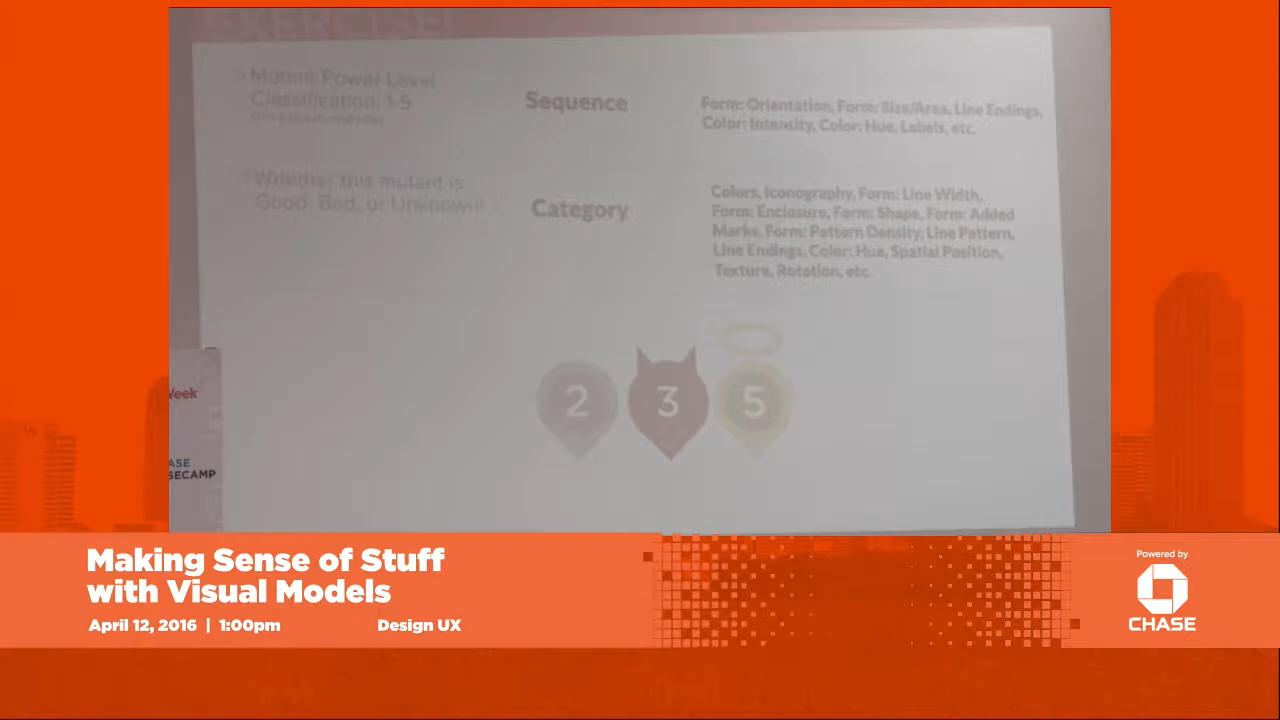 EXERCISE!
Mutant Power Level
Classification: 1-5
Sequence
Form: Orientation, Form: Size/Area, Line Endings,
Color: Intensity, Color: Hue, Labels, etc.
Whether this mutant is
Good, Bad, or Unknown!
Category
Colors, Iconography, Form: Line Width,
Form: Enclosure, Form: Shape, Form: Added
Marks, Form: Pattern Density, Line Pattern,
Line Endings, Color: Hue, Spatial Position,
Texture, Rotation, etc.
2 3 5
Week
ASE
SECAMP
Making Sense of Stuff
with Visual Models
April 12, 2016 | 1:00pm
Design UX
Powered by
CHASE